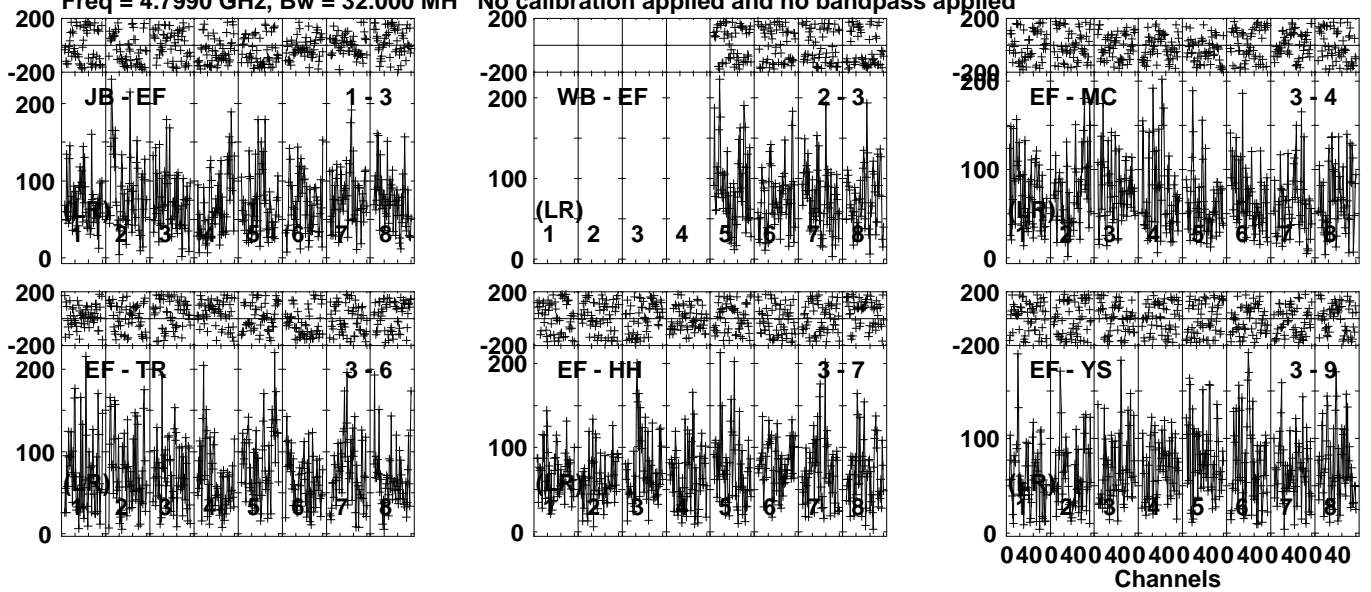 Freq = 4.7990 GHz, Bw = 32.000 MH No calibration applied and no bandpass applied
200
-200
JB - EF 1 - 3
200
100
0
(LR)
1 2 3 4 5 6 7 8
200
-200
WB - EF 2 - 3
200
100
0
(LR)
1 2 3 4 5 6 7 8
200
-200
EF - MC 3 - 4
200
100
0
(LR)
1 2 3 4 5 6 7 8
200
-200
EF - TR 3 - 6
200
100
0
(LR)
1 2 3 4 5 6 7 8
200
-200
EF - HH 3 - 7
200
100
0
(LR)
1 2 3 4 5 6 7 8
200
-200
EF - YS 3 - 9
200
100
0
(LR)
1 2 3 4 5 6 7 8
0 40 0 40 0 40 0 40 0 40 0 40 0 40 0 40
Channels